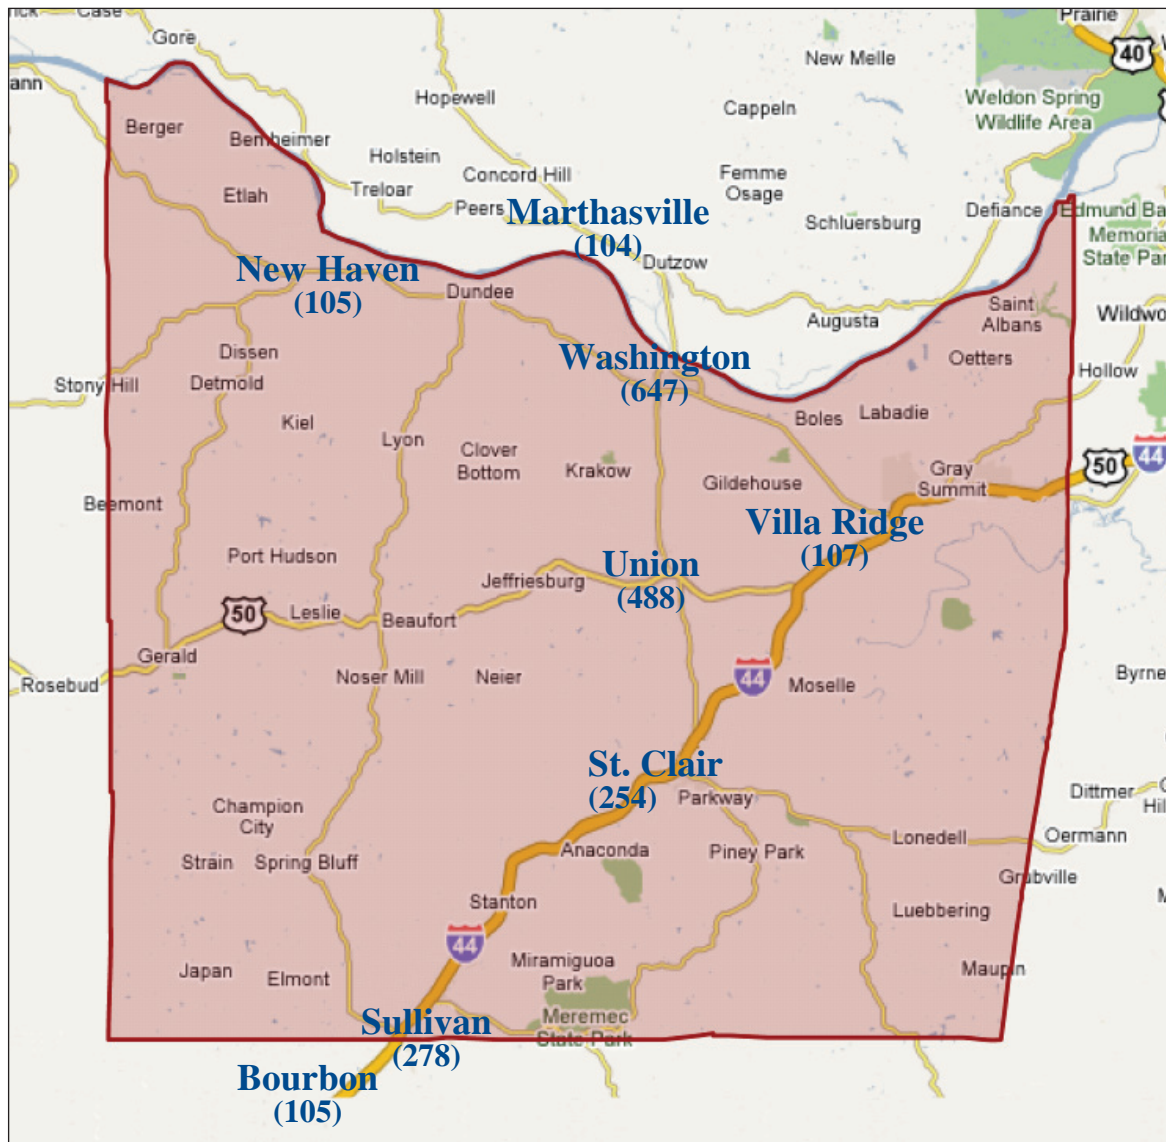 Case
Prairie
Gore
40
New Melle
ann
Hopewell
Weldon Spring
Wildlife Area
Cappeln
Berger
Holstein
Concord Hill
Femme
Osage
Treloar
Etlah
Peers
Marthasville
(104)
Schluersburg
Defiance
Edmund Ba
Memoria
State Par
New Haven
(105)
Dutzow
Dundee
Saint
Albans
Wildwo
Augusta
Dissen
Washington
(647)
Oetters
Stony Hill
Detmold
Hollow
Kiel
Lyon
Boles
Labadie
Clover
Bottom
Krakow
44
50
Gray
Summit
Gildehouse
Beemont
Villa Ridge
(107)
Port Hudson
Union
(488)
Jeffriesburg
50
Leslie
Beaufort
Gerald
Rosebud
Noser Mill
Neier
44
Moselle
Byrne
St. Clair
(254)
Parkway
Dittmer
Hil
Champion
City
Lonedell
Oermann
Strain
Spring Bluff
Anaconda
Piney Park
Grubville
Stanton
Luebbering
44
Japan
Elmont
Miramiguoa
Park
Maupin
Sullivan
(278)
Meremec
State Park
Bourbon
(105)